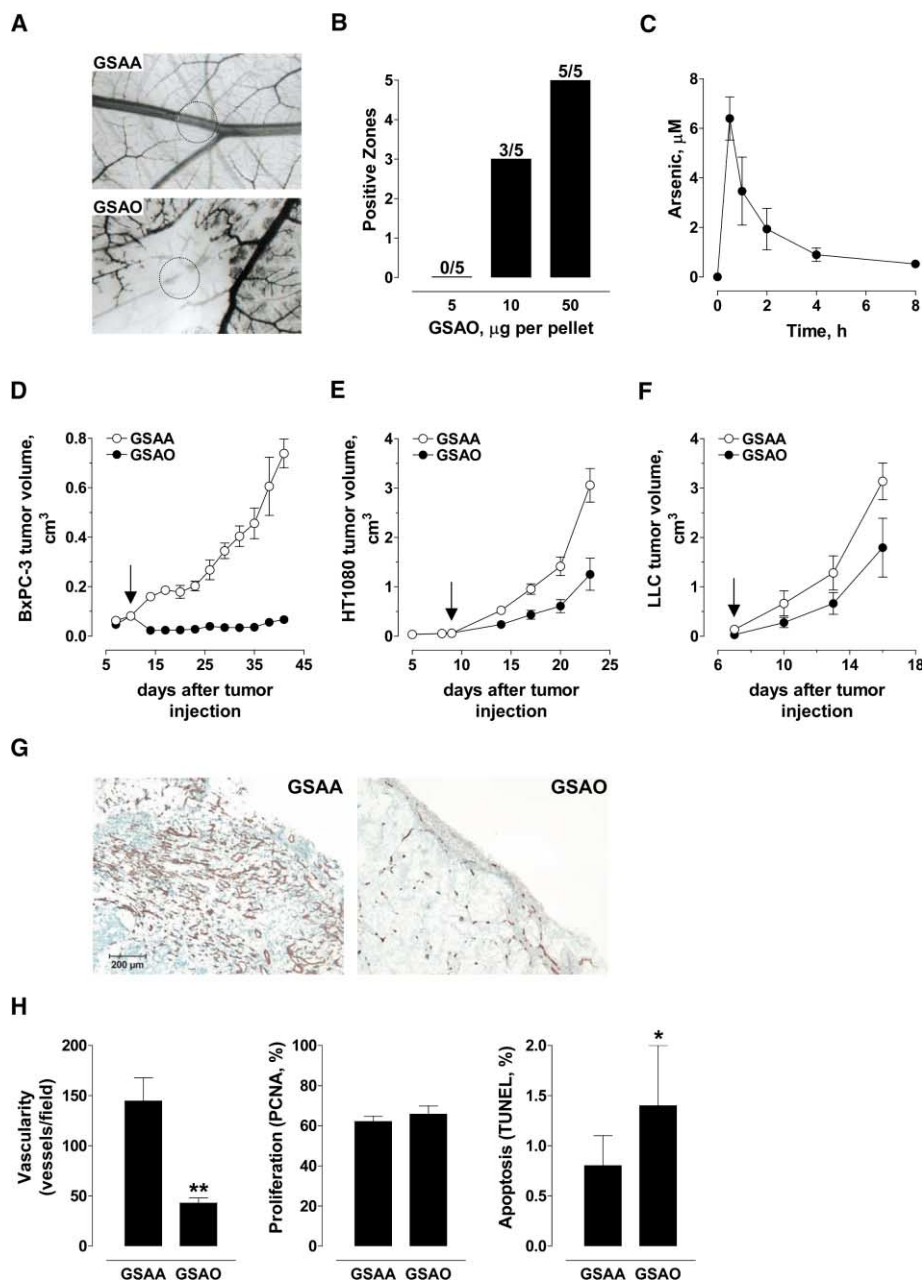 A
GSAA
GSAO
B
Positive Zones
5
4
3
2
1
0
0/5
3/5
5/5
5 10 50
GSAO, μg per pellet
C
Arsenic, μM
8
6
4
2
0
0 2 4 6 8
Time, h
D
BxPC-3 tumor volume,
cm3
GSAA
GSAO
0.8
0.6
0.4
0.2
0.0
5 15 25 35 45
days after tumor
injection
E
HT1080 tumor volume,
cm3
GSAA
GSAO
4
3
2
1
0
5 10 15 20 25
days after tumor
injection
F
LLC tumor volume,
cm3
GSAA
GSAO
4
3
2
1
0
6 10 14 18
days after tumor
injection
G
GSAA
200 μm
GSAO
H
Vascularity
(vessels/field)
200
150
100
50
0
**
GSAA GSAO
Proliferation (PCNA, %)
100
80
60
40
20
0
GSAA GSAO
Apoptosis (TUNEL, %)
2.0
1.5
1.0
0.5
0.0
*
GSAA GSAO